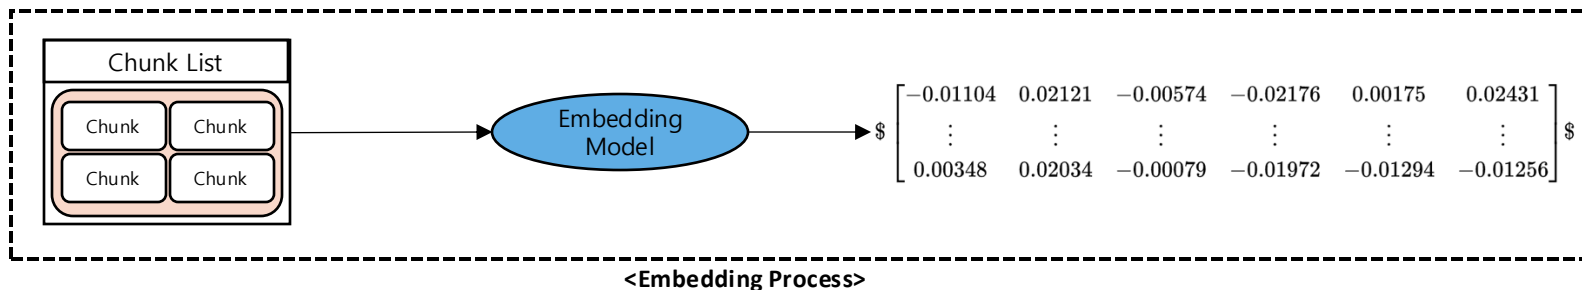 Chunk List
Chunk Chunk
Chunk Chunk
Embedding
Model
$ [ −0.01104 0.02121 −0.00574 −0.02176 0.00175 0.02431
⋮ ⋮ ⋮ ⋮ ⋮ ⋮
0.00348 0.02034 −0.00079 −0.01972 −0.01294 −0.01256 ] $
<Embedding Process>